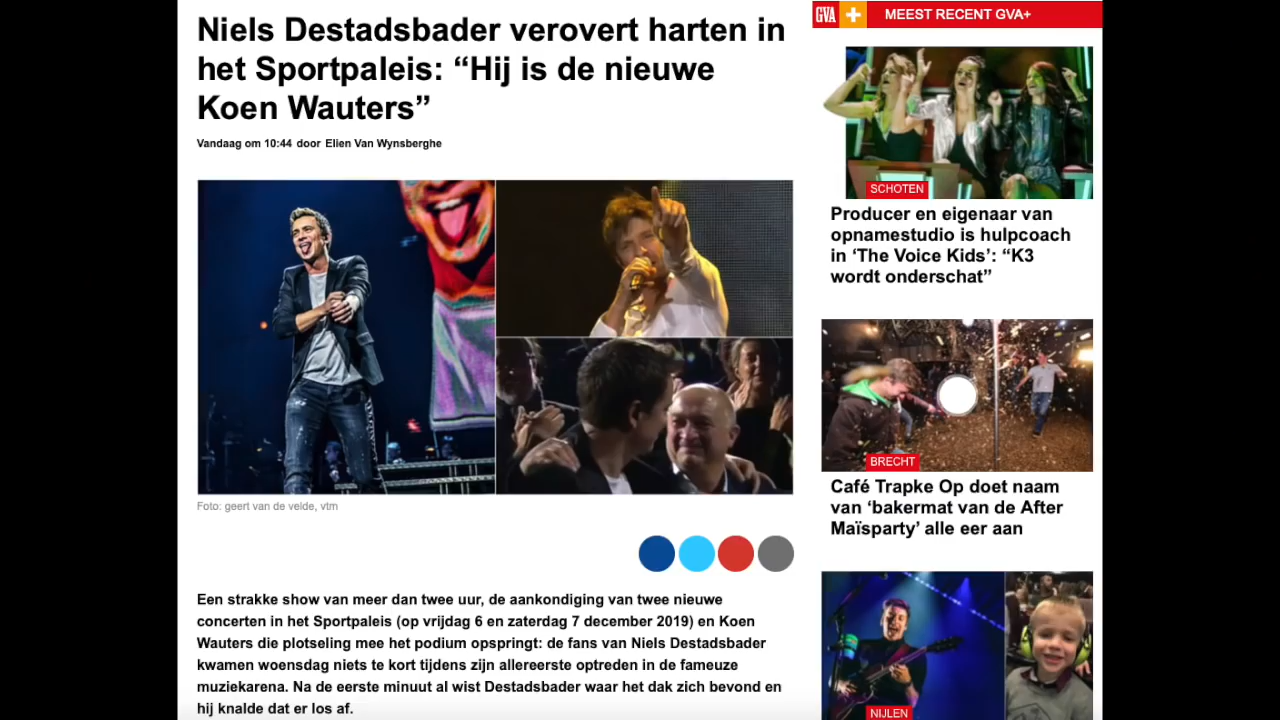 Niels Destadsbader verovert harten in
het Sportpaleis: “Hij is de nieuwe
Koen Wauters”
Vandaag om 10:44 door Elien Van Wynsberghe
Foto: geert van de velde, vtm
Een strakke show van meer dan twee uur, de aankondiging van twee nieuwe
concerten in het Sportpaleis (op vrijdag 6 en zaterdag 7 december 2019) en Koen
Wauters die plotseling mee het podium opspringt: de fans van Niels Destadsbader
kwamen woensdag niets te kort tijdens zijn allereerste optreden in de fameuze
muziekarena. Na de eerste minuut al wist Destadsbader waar het dak zich bevond en
hij knalde dat er los af.
GVA + MEEST RECENT GVA+
SCHOTEN
Producer en eigenaar van
opnamestudio is hulpcoach
in ‘The Voice Kids’: “K3
wordt onderschat”
BRECHT
Café Trapke Op doet naam
van ‘bakermat van de After
Maïsparty’ alle eer aan
NIJLEN